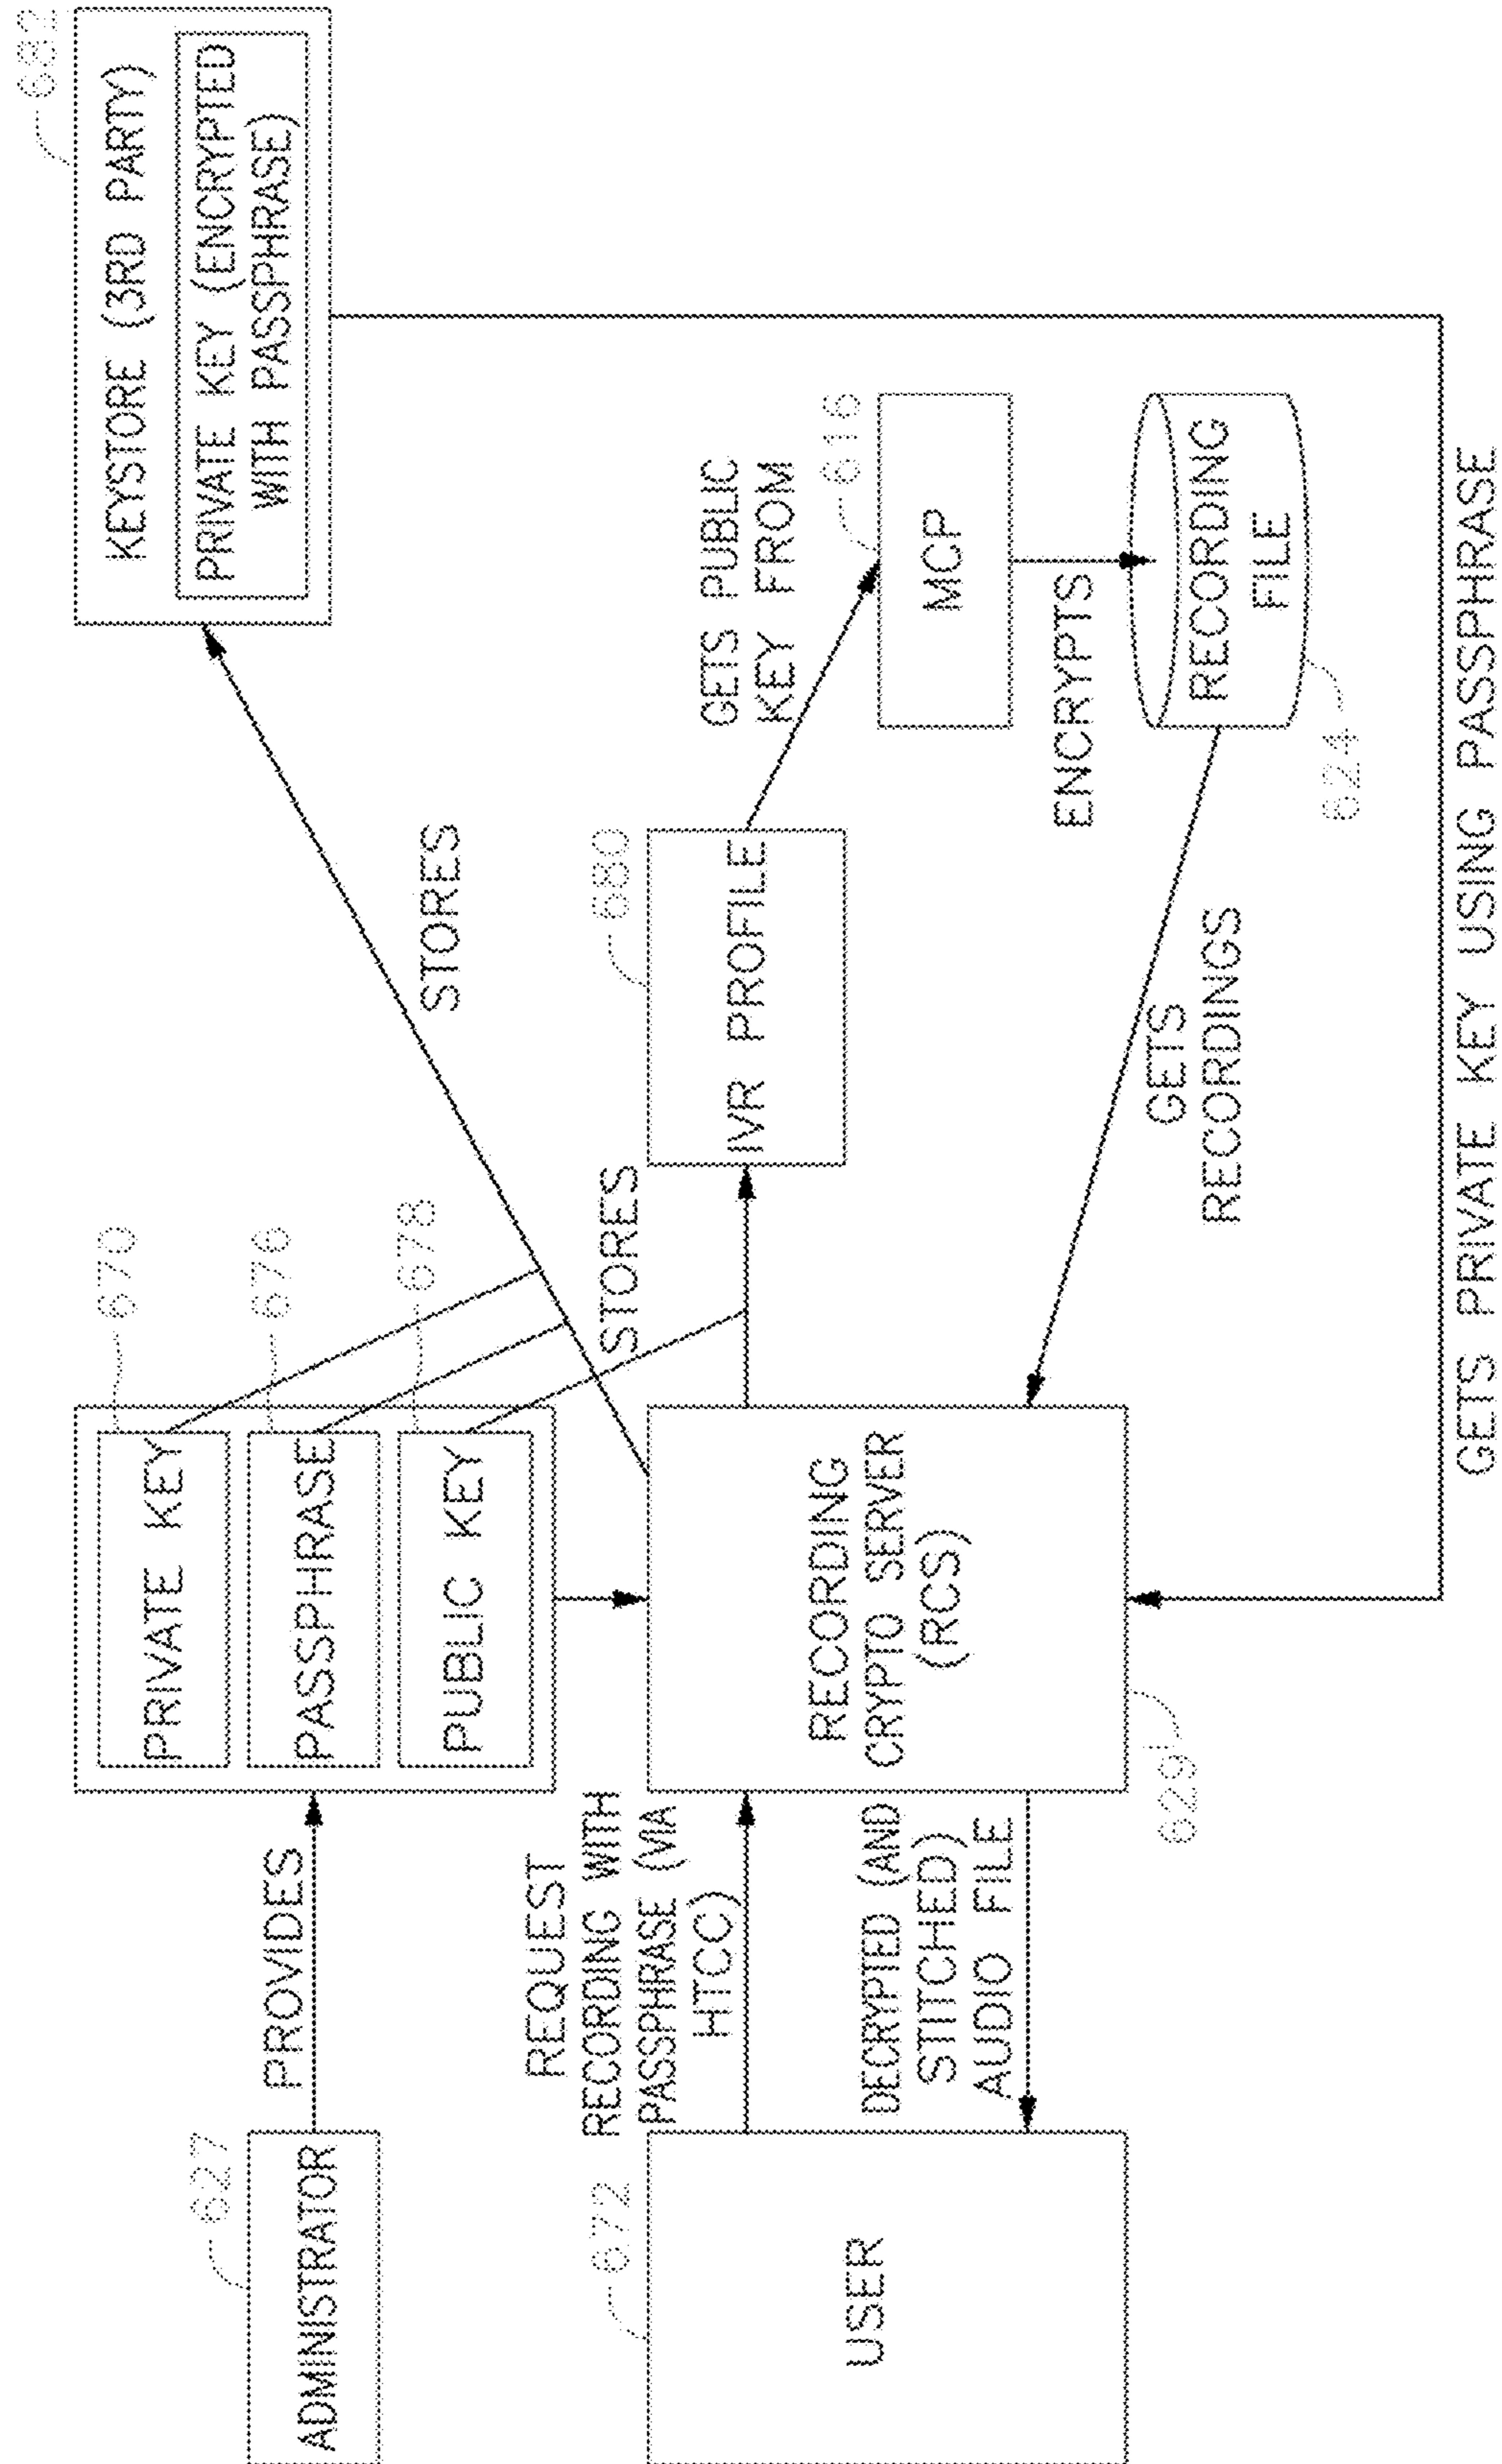 627
ADMINISTRATOR
PROVIDES
670
PRIVATE KEY
676
PASSPHRASE
678
PUBLIC KEY
STORES
682
KEYSTORE (3RD PARTY)
PRIVATE KEY (ENCRYPTED
WITH PASSPHRASE)
672
USER
REQUEST
RECORDING WITH
PASSPHRASE (VIA
HTCC)
DECRYPTED (AND
STITCHED)
AUDIO FILE
629
RECORDING
CRYPTO SERVER
(RCS)
STORES
680
IVR PROFILE
GETS PUBLIC
KEY FROM
616
MCP
ENCRYPTS
RECORDING
FILE
624
GETS
RECORDINGS
GETS PRIVATE KEY USING PASSPHRASE